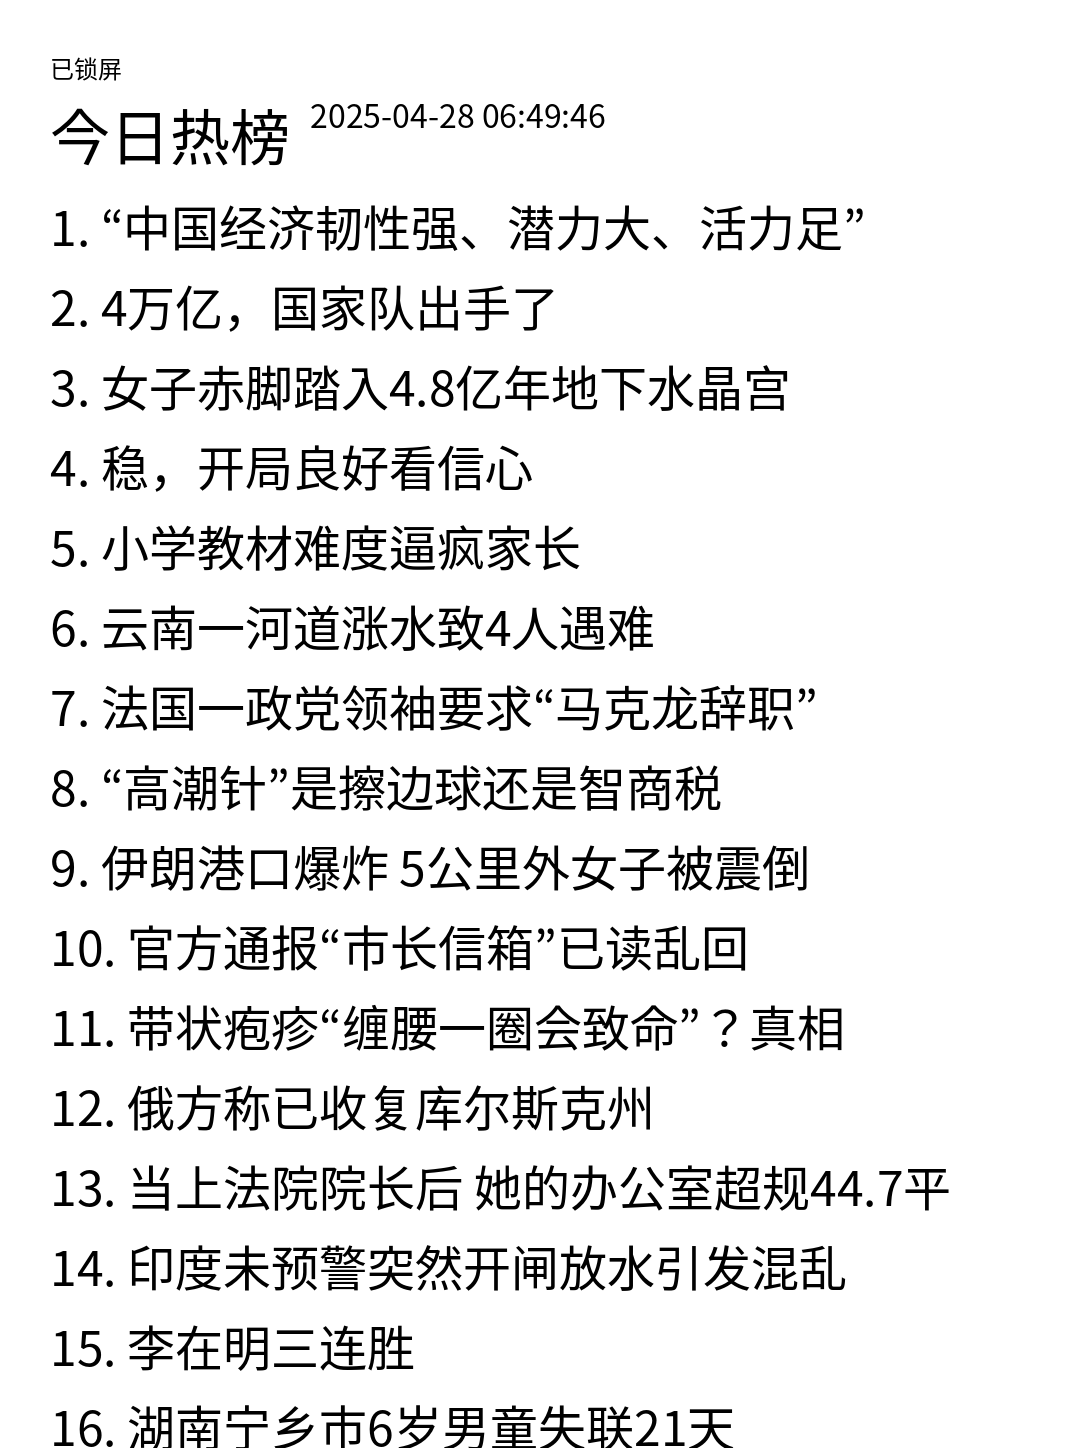 已锁屏
今日热榜 2025-04-28 06:49:46
1. “中国经济韧性强、潜力大、活力足”
2. 4万亿，国家队出手了
3. 女子赤脚踏入4.8亿年地下水晶宫
4. 稳，开局良好看信心
5. 小学教材难度逼疯家长
6. 云南一河道涨水致4人遇难
7. 法国一政党领袖要求“马克龙辞职”
8. “高潮针”是擦边球还是智商税
9. 伊朗港口爆炸 5公里外女子被震倒
10. 官方通报“市长信箱”已读乱回
11. 带状疱疹“缠腰一圈会致命”？真相
12. 俄方称已收复库尔斯克州
13. 当上法院院长后 她的办公室超规44.7平
14. 印度未预警突然开闸放水引发混乱
15. 李在明三连胜
16. 湖南宁乡市6岁男童失联21天